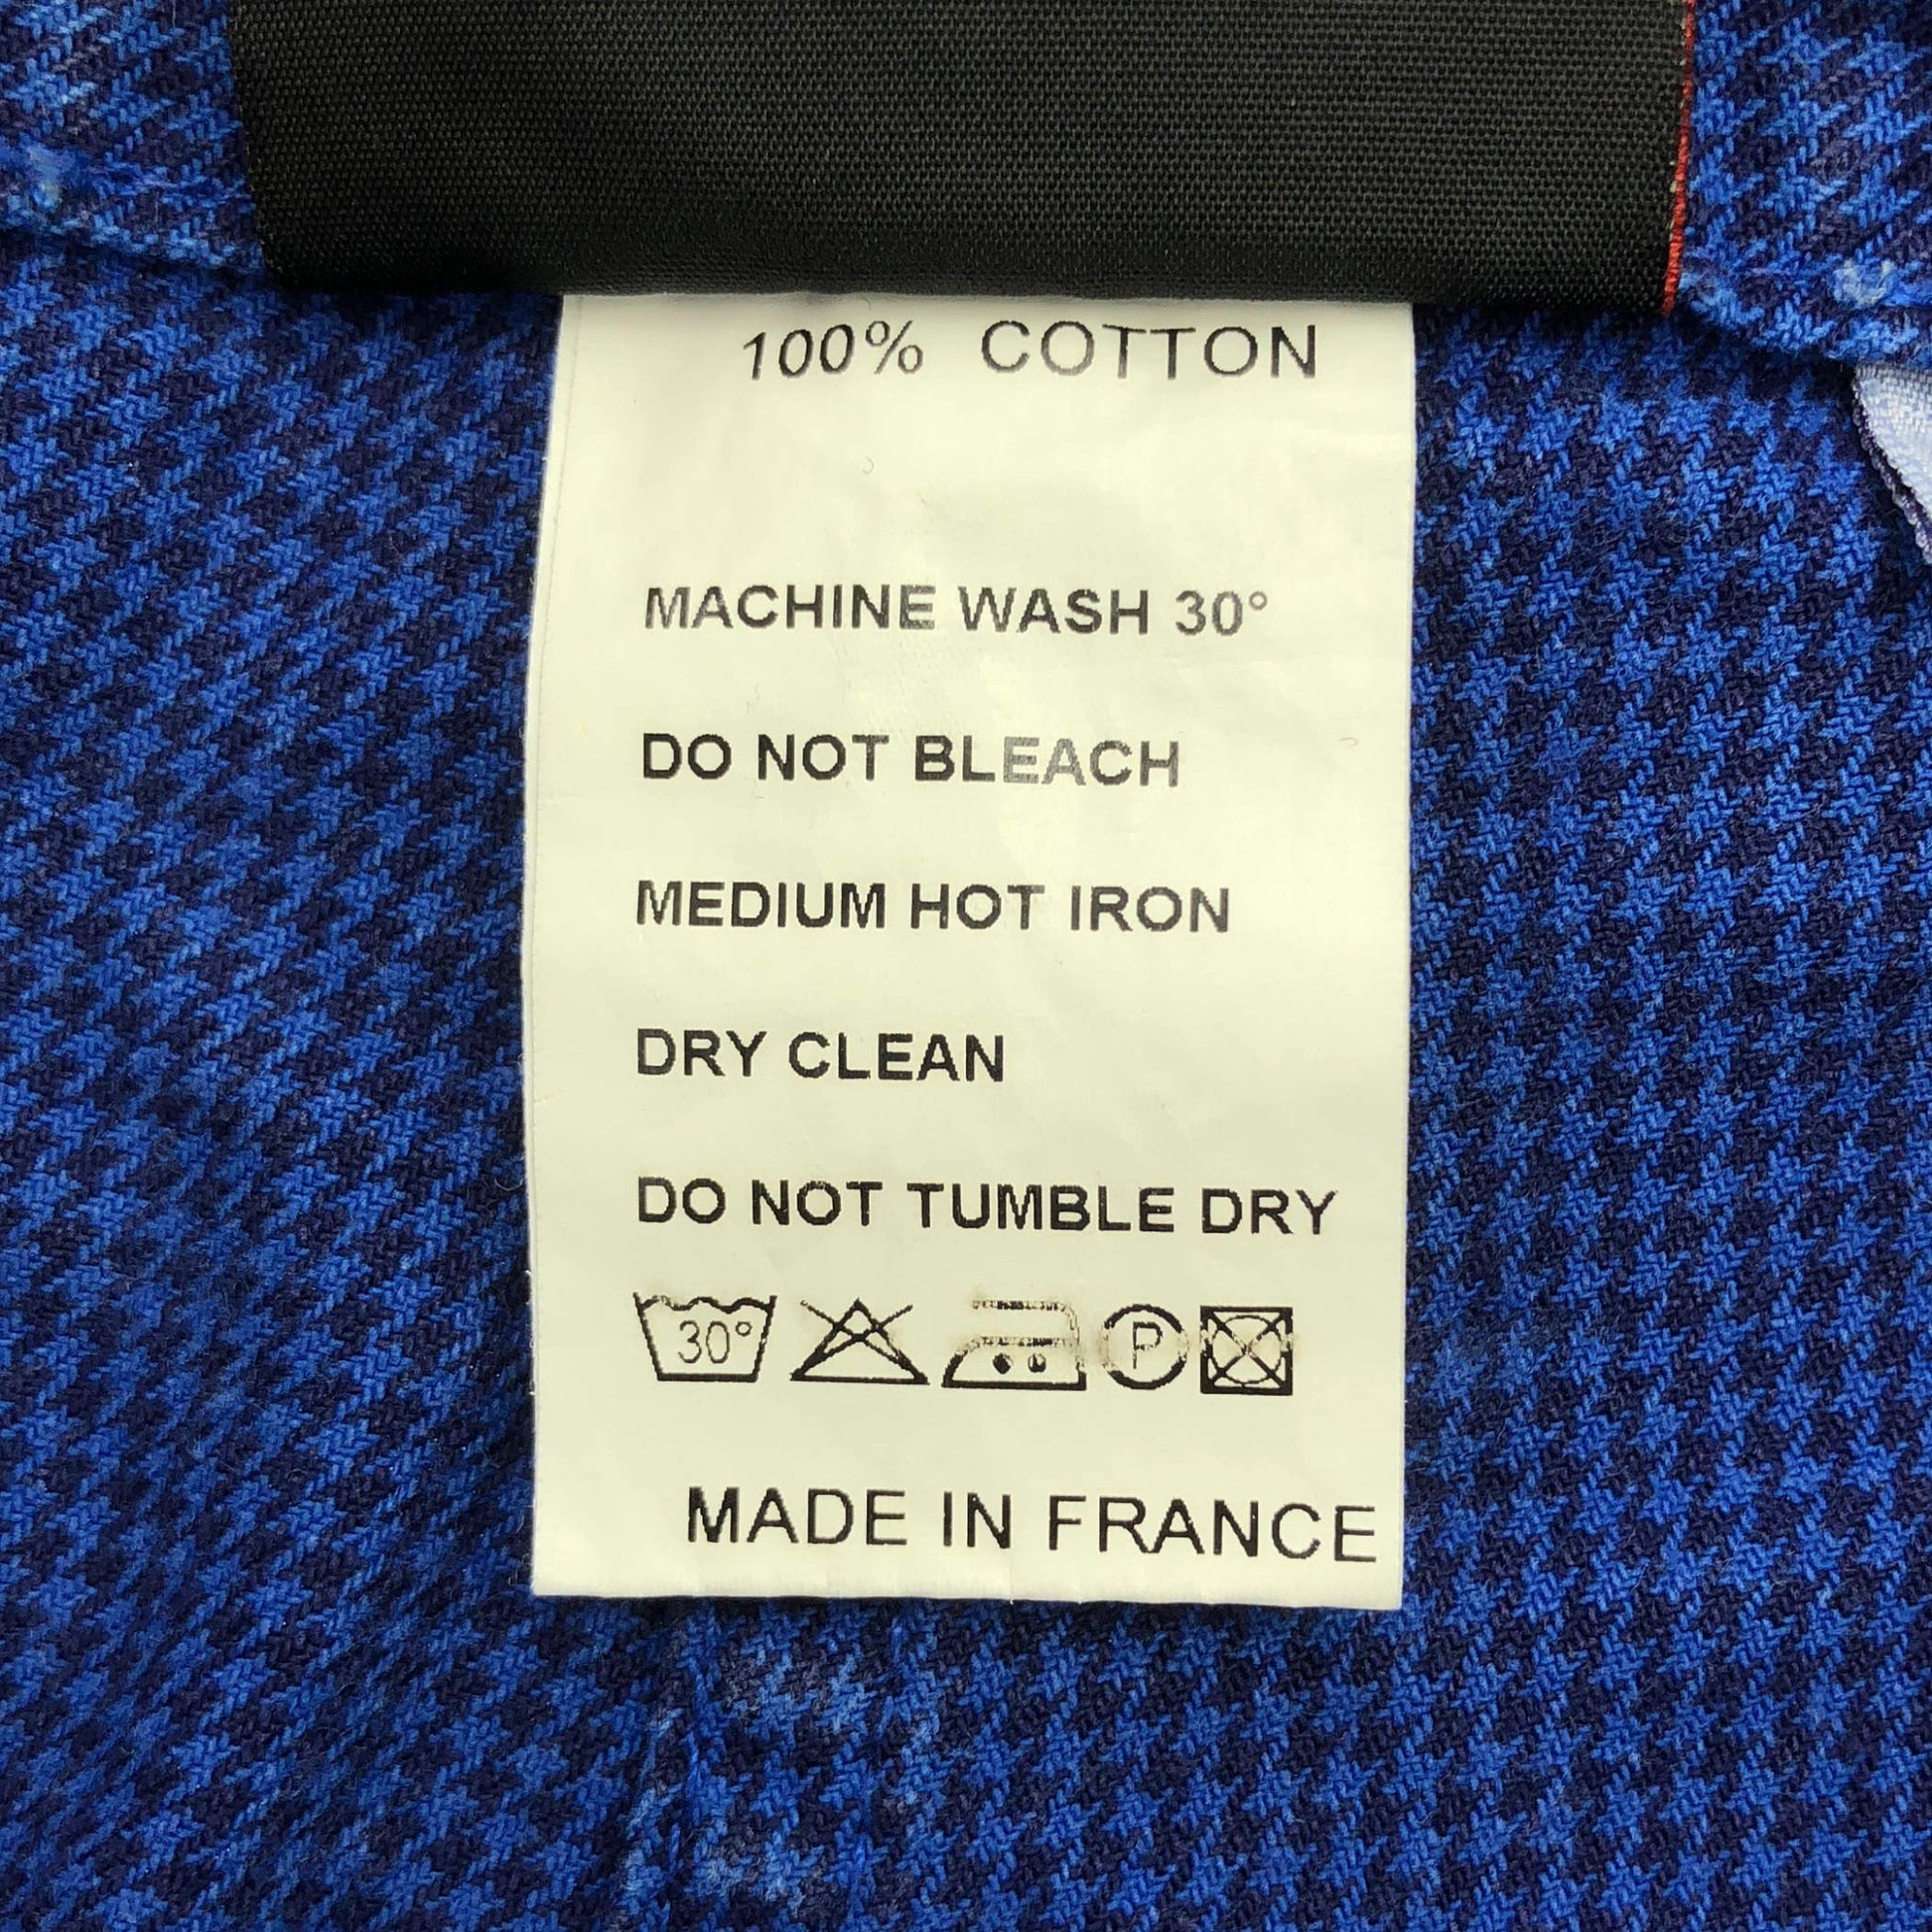 100% COTTON
MACHINE WASH 30°
DO NOT BLEACH
MEDIUM HOT IRON
DRY CLEAN
DO NOT TUMBLE DRY
30° P
MADE IN FRANCE